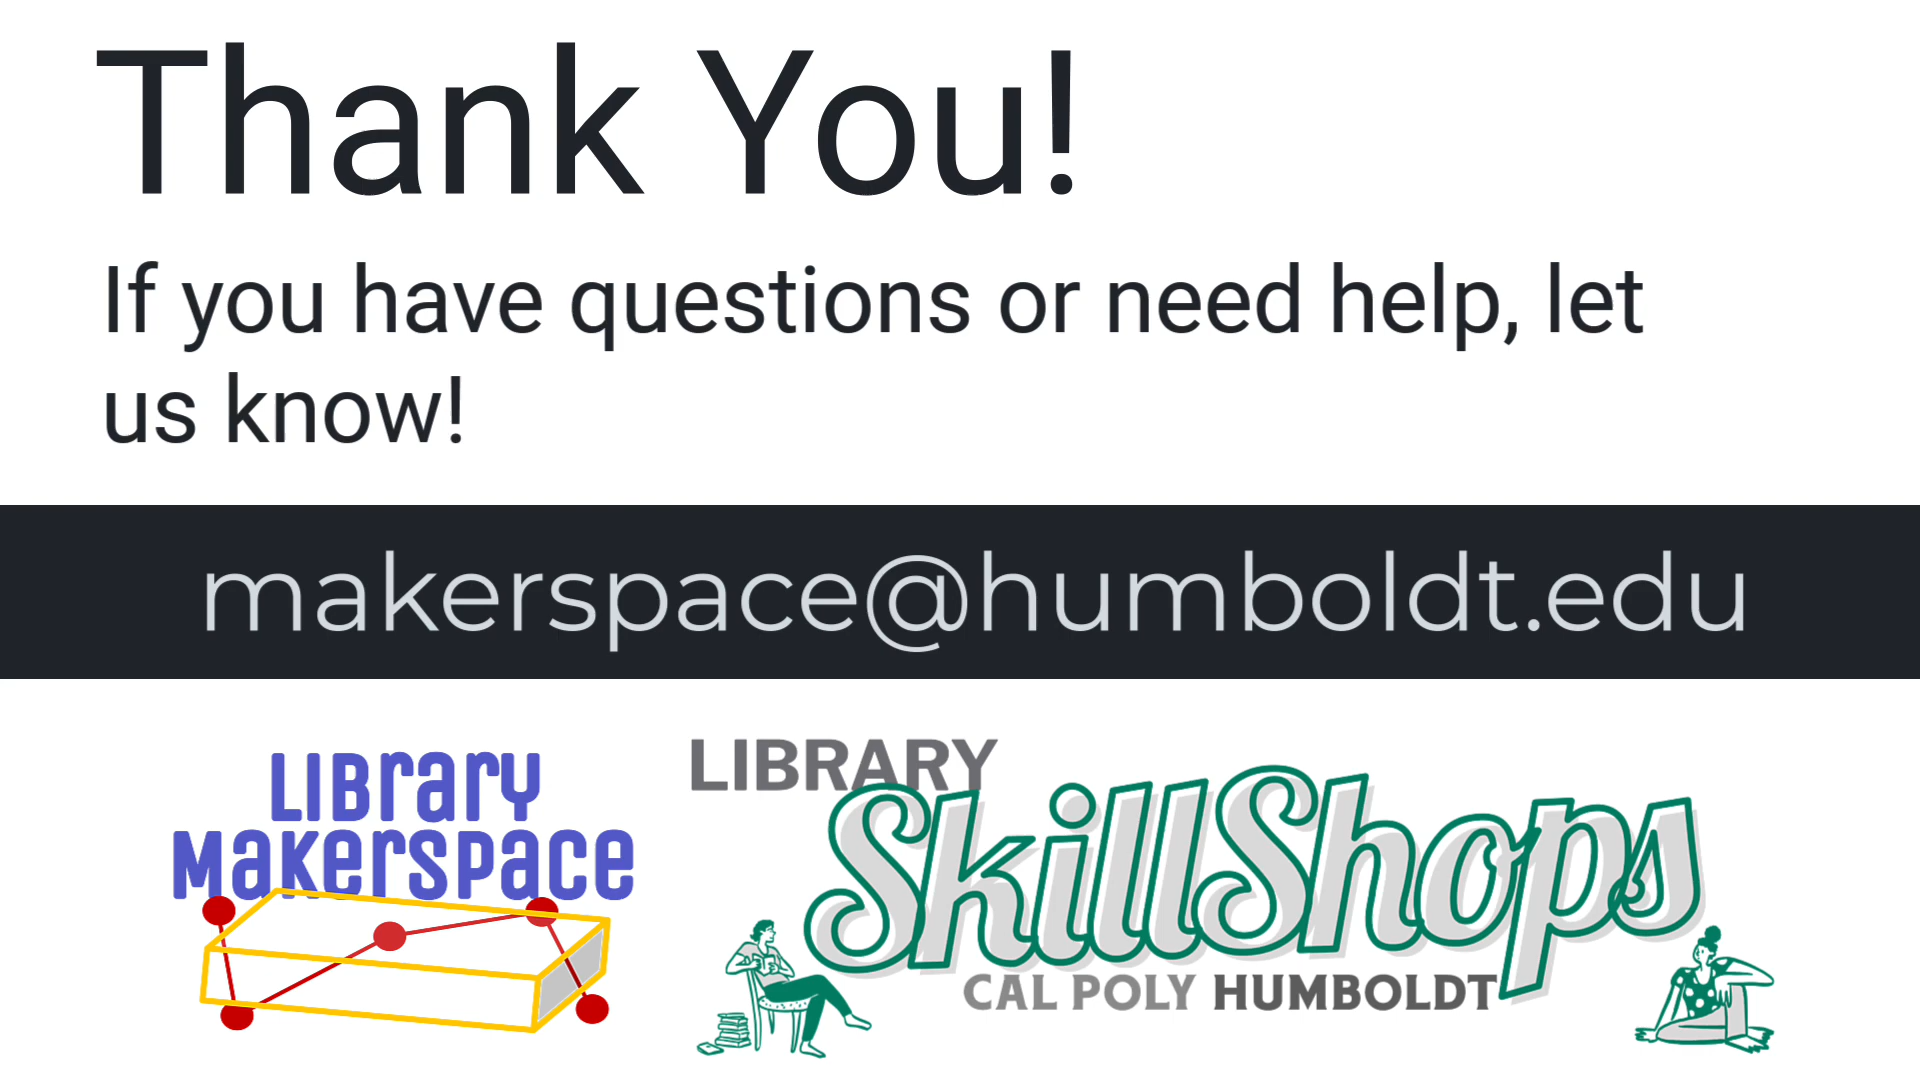 Thank You!
If you have questions or need help, let
us know!
makerspace@humboldt.edu
LIBrary
makerspace
LIBRARY
SkillShops
CAL POLY HUMBOLDT